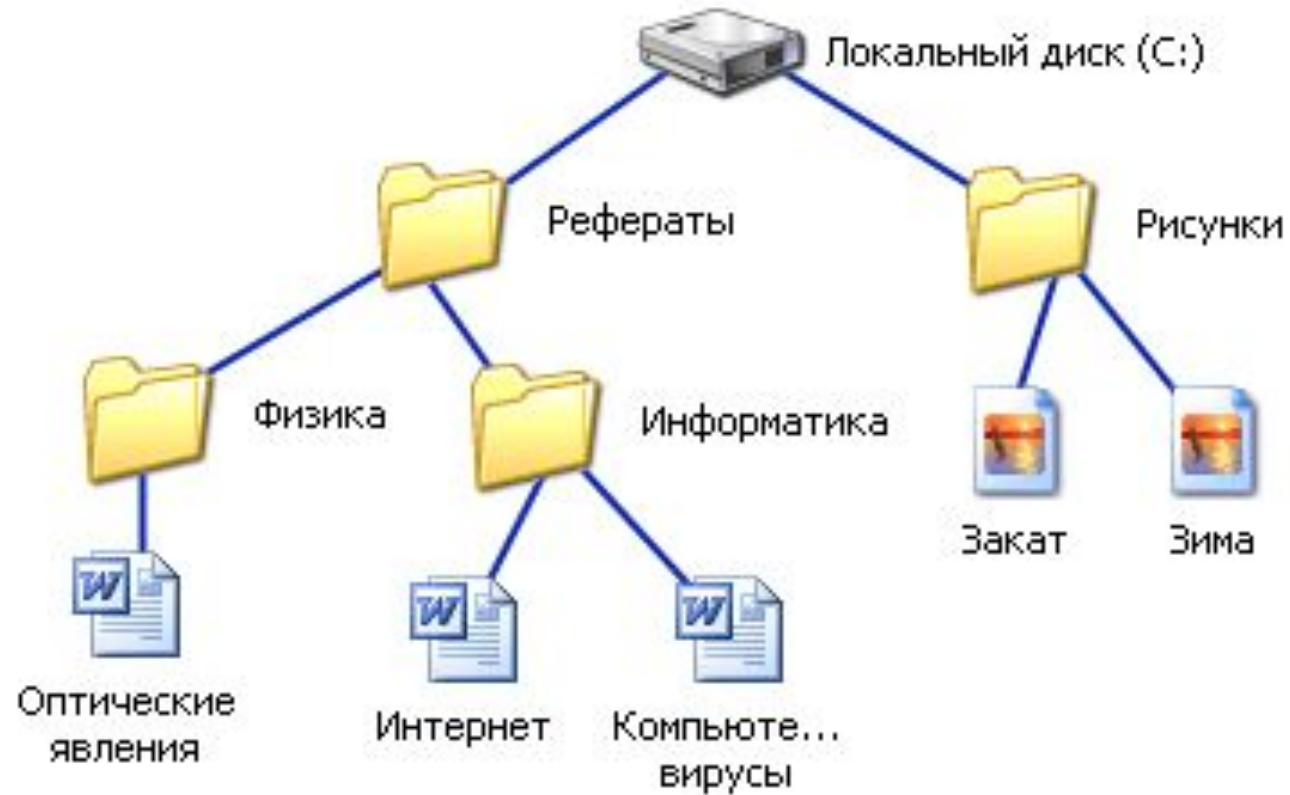 Локальный диск (C:)
Рефераты
Рисунки
Физика
Информатика
Закат
Зима
W
W
W
Оптические
явления
Интернет
Компьюте...
вирусы